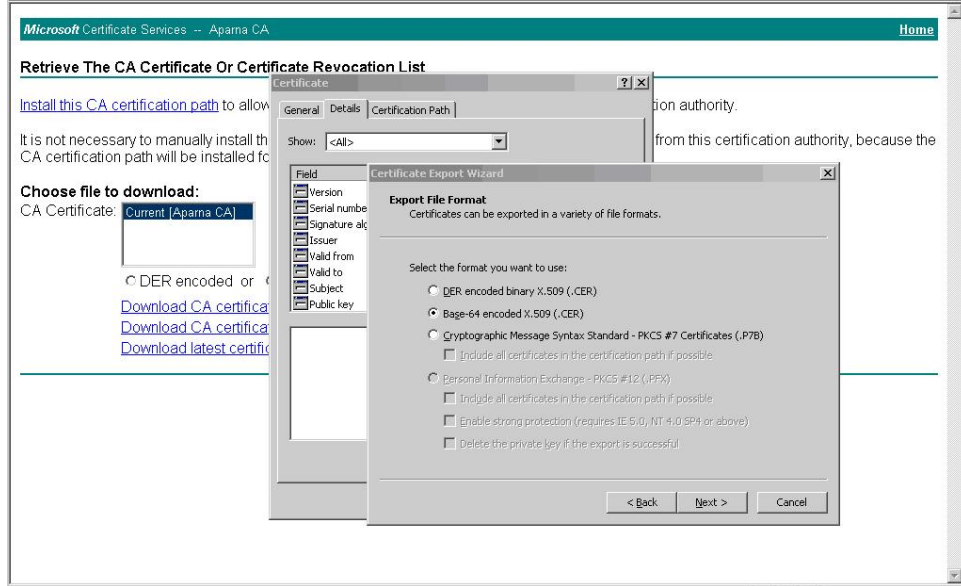 Microsoft Certificate Services -- Aparna CA Home
Retrieve The CA Certificate Or Certificate Revocation List
Install this CA certification path to allow
ion authority.
It is not necessary to manually install th
from this certification authority, because the
CA certification path will be installed fo
Choose file to download:
CA Certificate: Current [Aparna CA]
DER encoded or
Download CA certifica
Download CA certifica
Download latest certific
Certificate
General Details Certification Path
Show: <All>
Field
Version
Serial numbe
Signature alg
Issuer
Valid from
Valid to
Subject
Public key
Certificate Export Wizard
Export File Format
Certificates can be exported in a variety of file formats.
Select the format you want to use:
DER encoded binary X.509 (.CER)
Base-64 encoded X.509 (.CER)
Cryptographic Message Syntax Standard - PKCS #7 Certificates (.P7B)
Include all certificates in the certification path if possible
Personal Information Exchange - PKCS #12 (.PFX)
Include all certificates in the certification path if possible
Enable strong protection (requires IE 5.0, NT 4.0 SP4 or above)
Delete the private key if the export is successful
< Back Next > Cancel